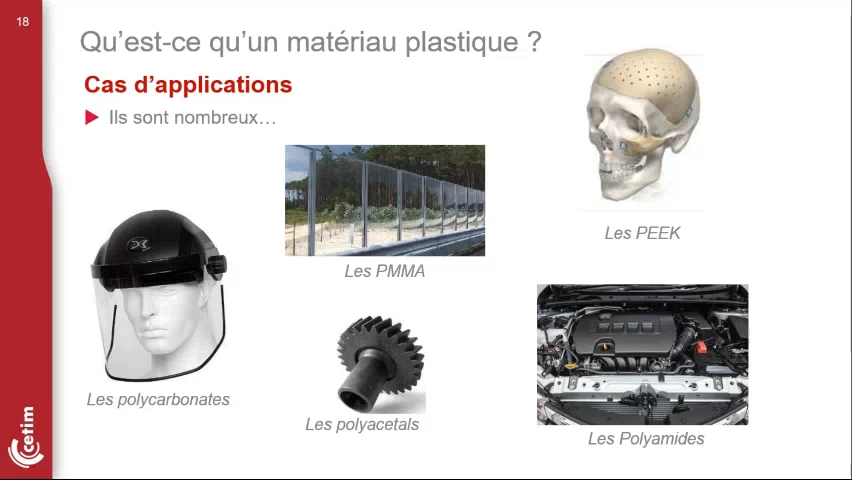 18
Qu’est-ce qu’un matériau plastique ?
Cas d’applications
Ils sont nombreux…
Les PEEK
Les PMMA
Les polycarbonates
Les polyacetals
Les Polyamides
cetim